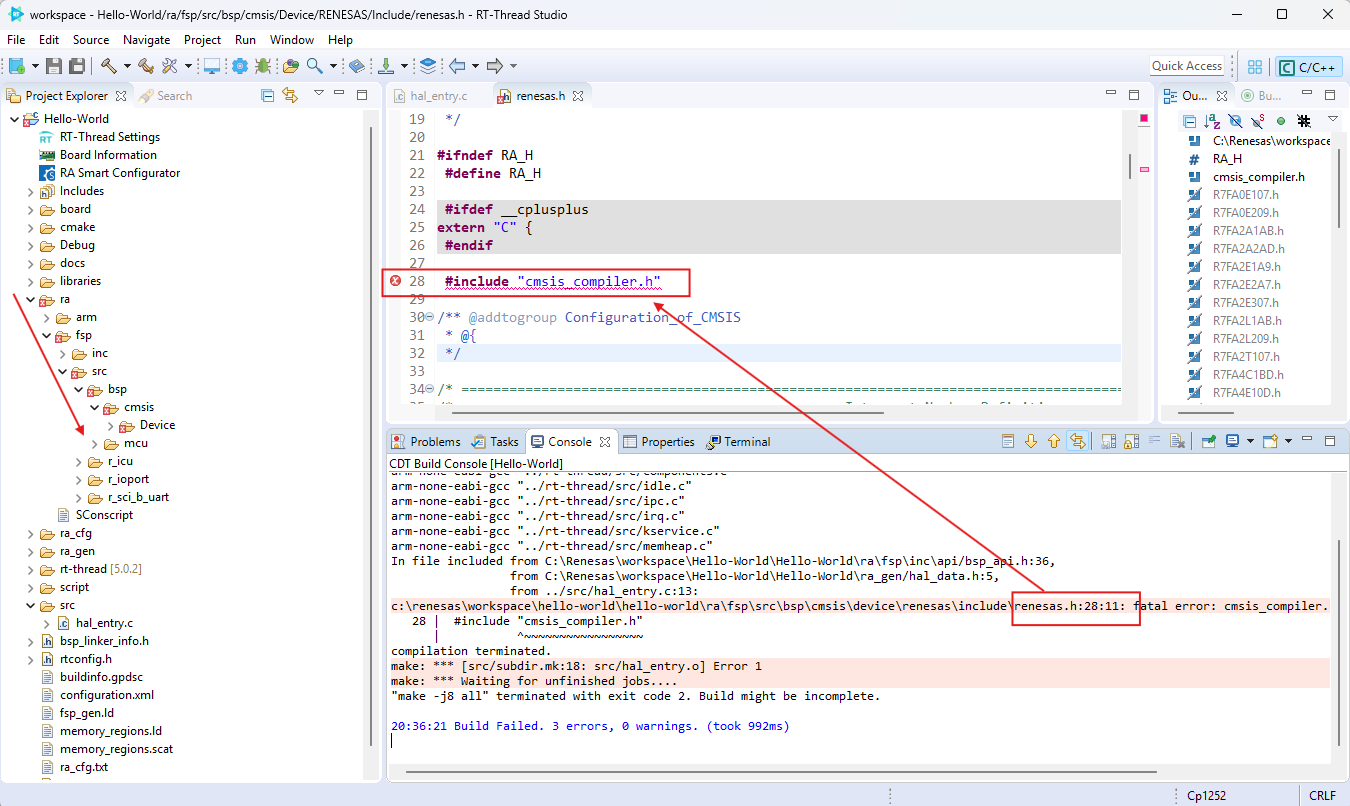 workspace - Hello-World/ra/fsp/src/bsp/cmsis/Device/RENESAS/Include/renesas.h - RT-Thread Studio
File Edit Source Navigate Project Run Window Help
Quick Access
C/C++
Project Explorer
Search
Hello-World
RT-Thread Settings
Board Information
RA Smart Configurator
Includes
board
cmake
Debug
docs
libraries
ra
arm
fsp
inc
src
bsp
cmsis
Device
mcu
r_icu
r_ioport
r_sci_b_uart
SConscript
ra_cfg
ra_gen
rt-thread [5.0.2]
script
src
hal_entry.c
bsp_linker_info.h
rtconfig.h
buildinfo.gpdsc
configuration.xml
fsp_gen.ld
memory_regions.ld
memory_regions.scat
ra_cfg.txt
hal_entry.c
renesas.h
19 */
20
21 #ifndef RA_H
22 #define RA_H
23
24 #ifdef __cplusplus
25 extern "C" {
26 #endif
27
28 #include "cmsis_compiler.h"
29
30 /** @addtogroup Configuration_of_CMSIS
31 * @{
32 */
33
34 /* ====================================================================================
Ou...
Bu...
C:\Renesas\workspace
RA_H
cmsis_compiler.h
R7FA0E107.h
R7FA0E209.h
R7FA2A1AB.h
R7FA2A2AD.h
R7FA2E1A9.h
R7FA2E2A7.h
R7FA2E307.h
R7FA2L1AB.h
R7FA2L209.h
R7FA2T107.h
R7FA4C1BD.h
R7FA4E10D.h
Problems Tasks Console Properties Terminal
CDT Build Console [Hello-World]
arm-none-eabi-gcc "../rt-thread/src/components.c"
arm-none-eabi-gcc "../rt-thread/src/idle.c"
arm-none-eabi-gcc "../rt-thread/src/ipc.c"
arm-none-eabi-gcc "../rt-thread/src/irq.c"
arm-none-eabi-gcc "../rt-thread/src/kservice.c"
arm-none-eabi-gcc "../rt-thread/src/memheap.c"
In file included from C:\Renesas\workspace\Hello-World\Hello-World\ra\fsp\inc\api/bsp_api.h:36,
from C:\Renesas\workspace\Hello-World\Hello-World\ra_gen/hal_data.h:5,
from ../src/hal_entry.c:13:
c:\renesas\workspace\hello-world\hello-world\ra\fsp\src\bsp\cmsis\device\renesas\include\renesas.h:28:11: fatal error: cmsis_compiler.
28 | #include "cmsis_compiler.h"
| ^~~~~~~~~~~~~~~~~~
compilation terminated.
make: *** [src/subdir.mk:18: src/hal_entry.o] Error 1
make: *** Waiting for unfinished jobs....
"make -j8 all" terminated with exit code 2. Build might be incomplete.
20:36:21 Build Failed. 3 errors, 0 warnings. (took 992ms)
Cp1252
CRLF